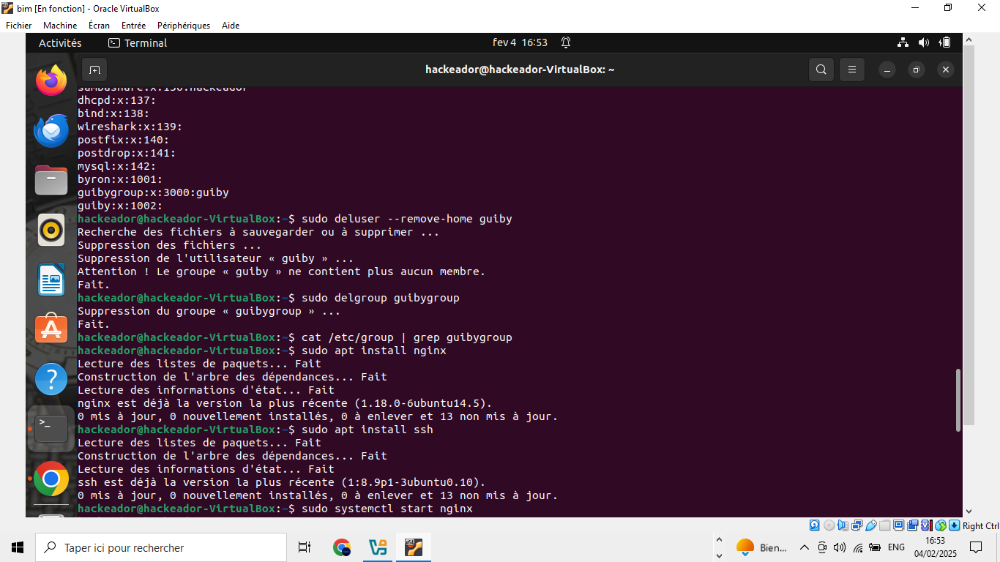 bim [En fonction] - Oracle VirtualBox
Fichier Machine Écran Entrée Périphériques Aide
Activités Terminal fev 4 16:53
hackeador@hackeador-VirtualBox: ~
sambashare:x:136:hackeador
dhcpd:x:137:
bind:x:138:
wireshark:x:139:
postfix:x:140:
postdrop:x:141:
mysql:x:142:
byron:x:1001:
guibygroup:x:3000:guiby
guiby:x:1002:
hackeador@hackeador-VirtualBox:~$ sudo deluser --remove-home guiby
Recherche des fichiers à sauvegarder ou à supprimer ...
Suppression des fichiers ...
Suppression de l'utilisateur « guiby » ...
Attention ! Le groupe « guiby » ne contient plus aucun membre.
Fait.
hackeador@hackeador-VirtualBox:~$ sudo delgroup guibygroup
Suppression du groupe « guibygroup » ...
Fait.
hackeador@hackeador-VirtualBox:~$ cat /etc/group | grep guibygroup
hackeador@hackeador-VirtualBox:~$ sudo apt install nginx
Lecture des listes de paquets... Fait
Construction de l'arbre des dépendances... Fait
Lecture des informations d'état... Fait
nginx est déjà la version la plus récente (1.18.0-6ubuntu14.5).
0 mis à jour, 0 nouvellement installés, 0 à enlever et 13 non mis à jour.
hackeador@hackeador-VirtualBox:~$ sudo apt install ssh
Lecture des listes de paquets... Fait
Construction de l'arbre des dépendances... Fait
Lecture des informations d'état... Fait
ssh est déjà la version la plus récente (1:8.9p1-3ubuntu0.10).
0 mis à jour, 0 nouvellement installés, 0 à enlever et 13 non mis à jour.
hackeador@hackeador-VirtualBox:~$ sudo systemctl start nginx
Right Ctrl
Taper ici pour rechercher
Bien...
ENG
16:53
04/02/2025